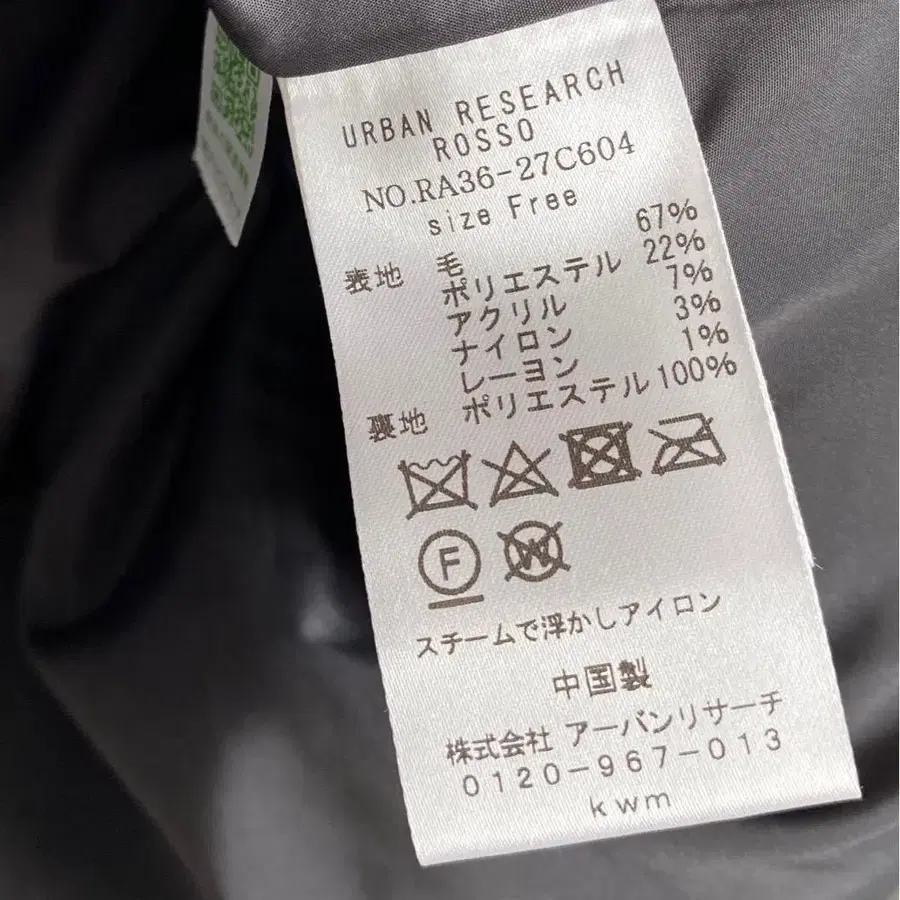 URBAN RESEARCH
ROSSO
NO.RA36-27C604
size Free
表地 毛 67%
ポリエステル 22%
アクリル 7%
ナイロン 3%
レーヨン 1%
裏地 ポリエステル 100%
F W
スチームで浮かしアイロン
中国製
株式会社 アーバンリサーチ
0120-967-013
kwm